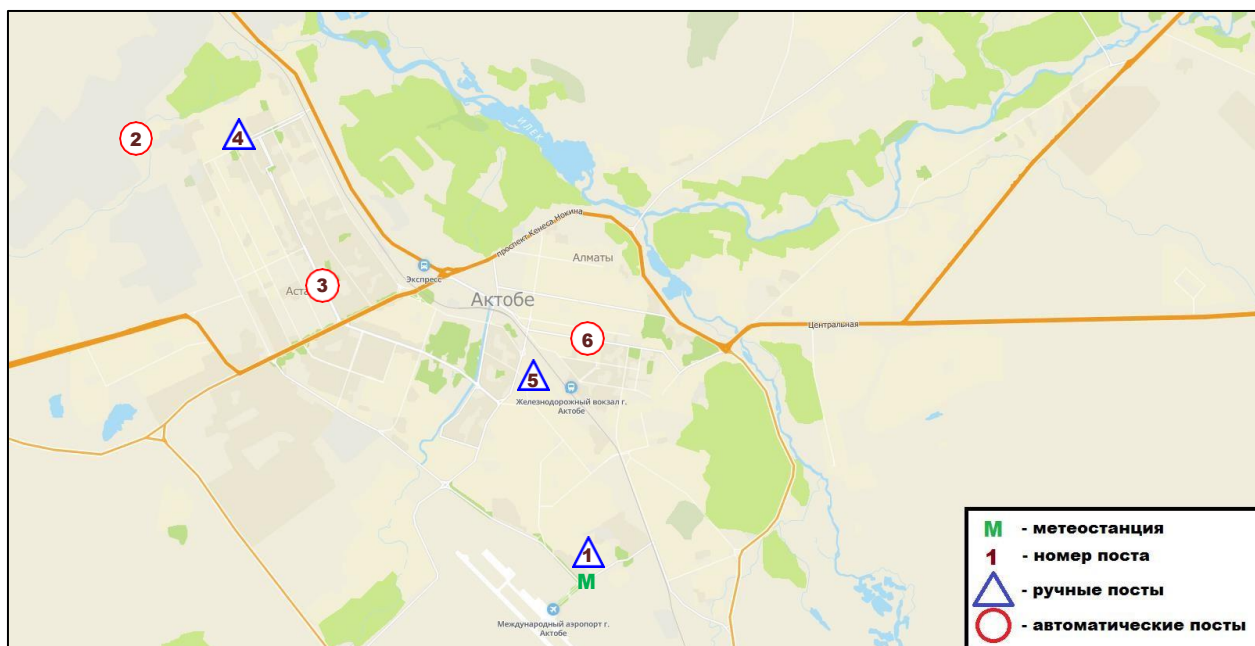 2
4
ИЛЕК
проспект Кенеса Нокина
Алматы
Экспресс
3
Актобе
6
Центральная
5
Железнодорожный вокзал г.
Актобе
1
М
Международный аэропорт г.
Актобе
М - метеостанция
1 - номер поста
- ручные посты
- автоматические посты